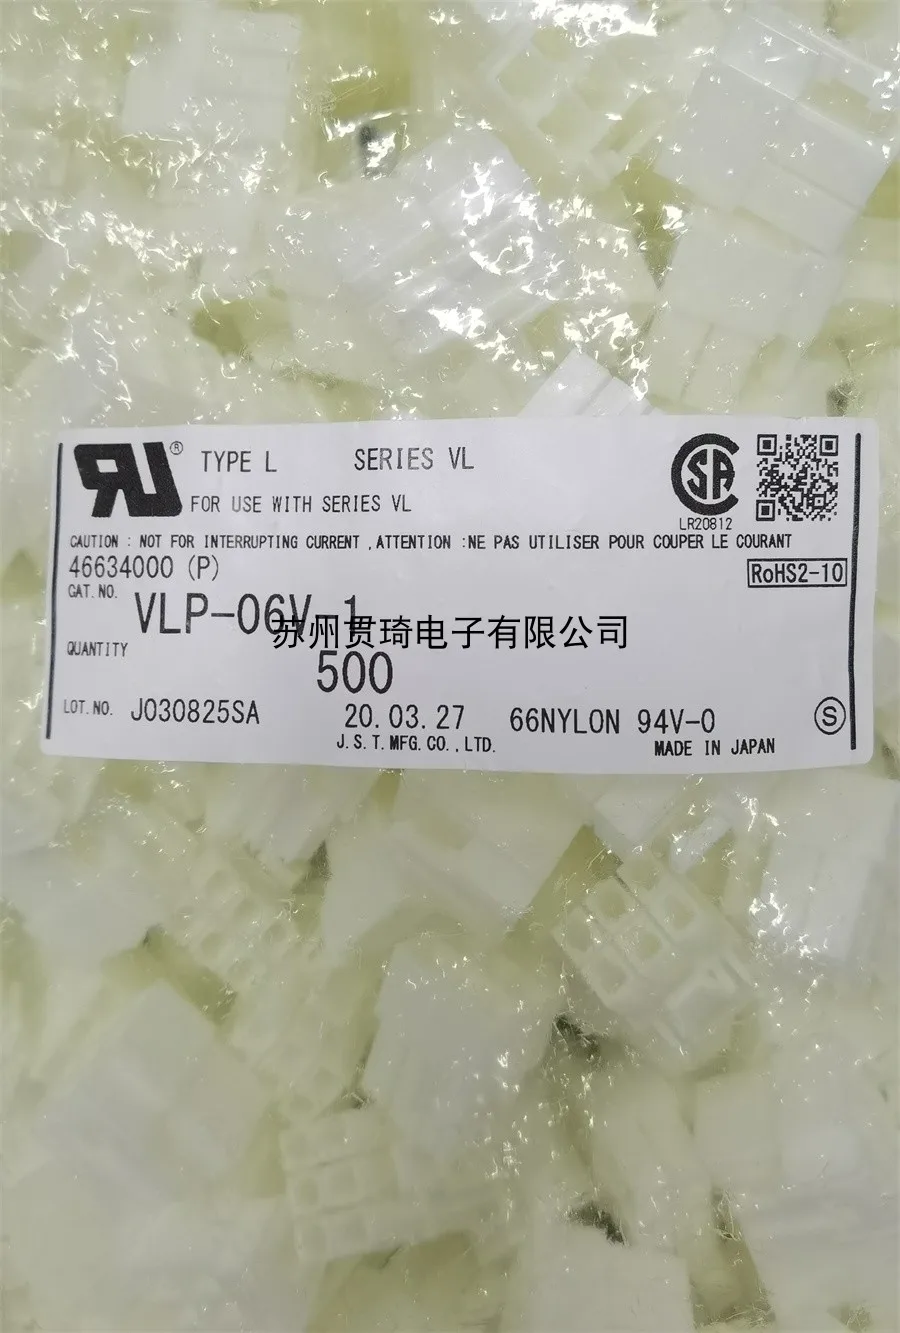 RU ® TYPE L SERIES VL
FOR USE WITH SERIES VL
CSA
LR20812
CAUTION : NOT FOR INTERRUPTING CURRENT ,ATTENTION :NE PAS UTILISER POUR COUPER LE COURANT
46634000 (P)
RoHS2-10
CAT.NO. VLP-06V-1
苏州贯琦电子有限公司
QUANTITY 500
LOT.NO. J030825SA 20.03.27 66NYLON 94V-0 S
J.S.T.MFG.CO.,LTD. MADE IN JAPAN